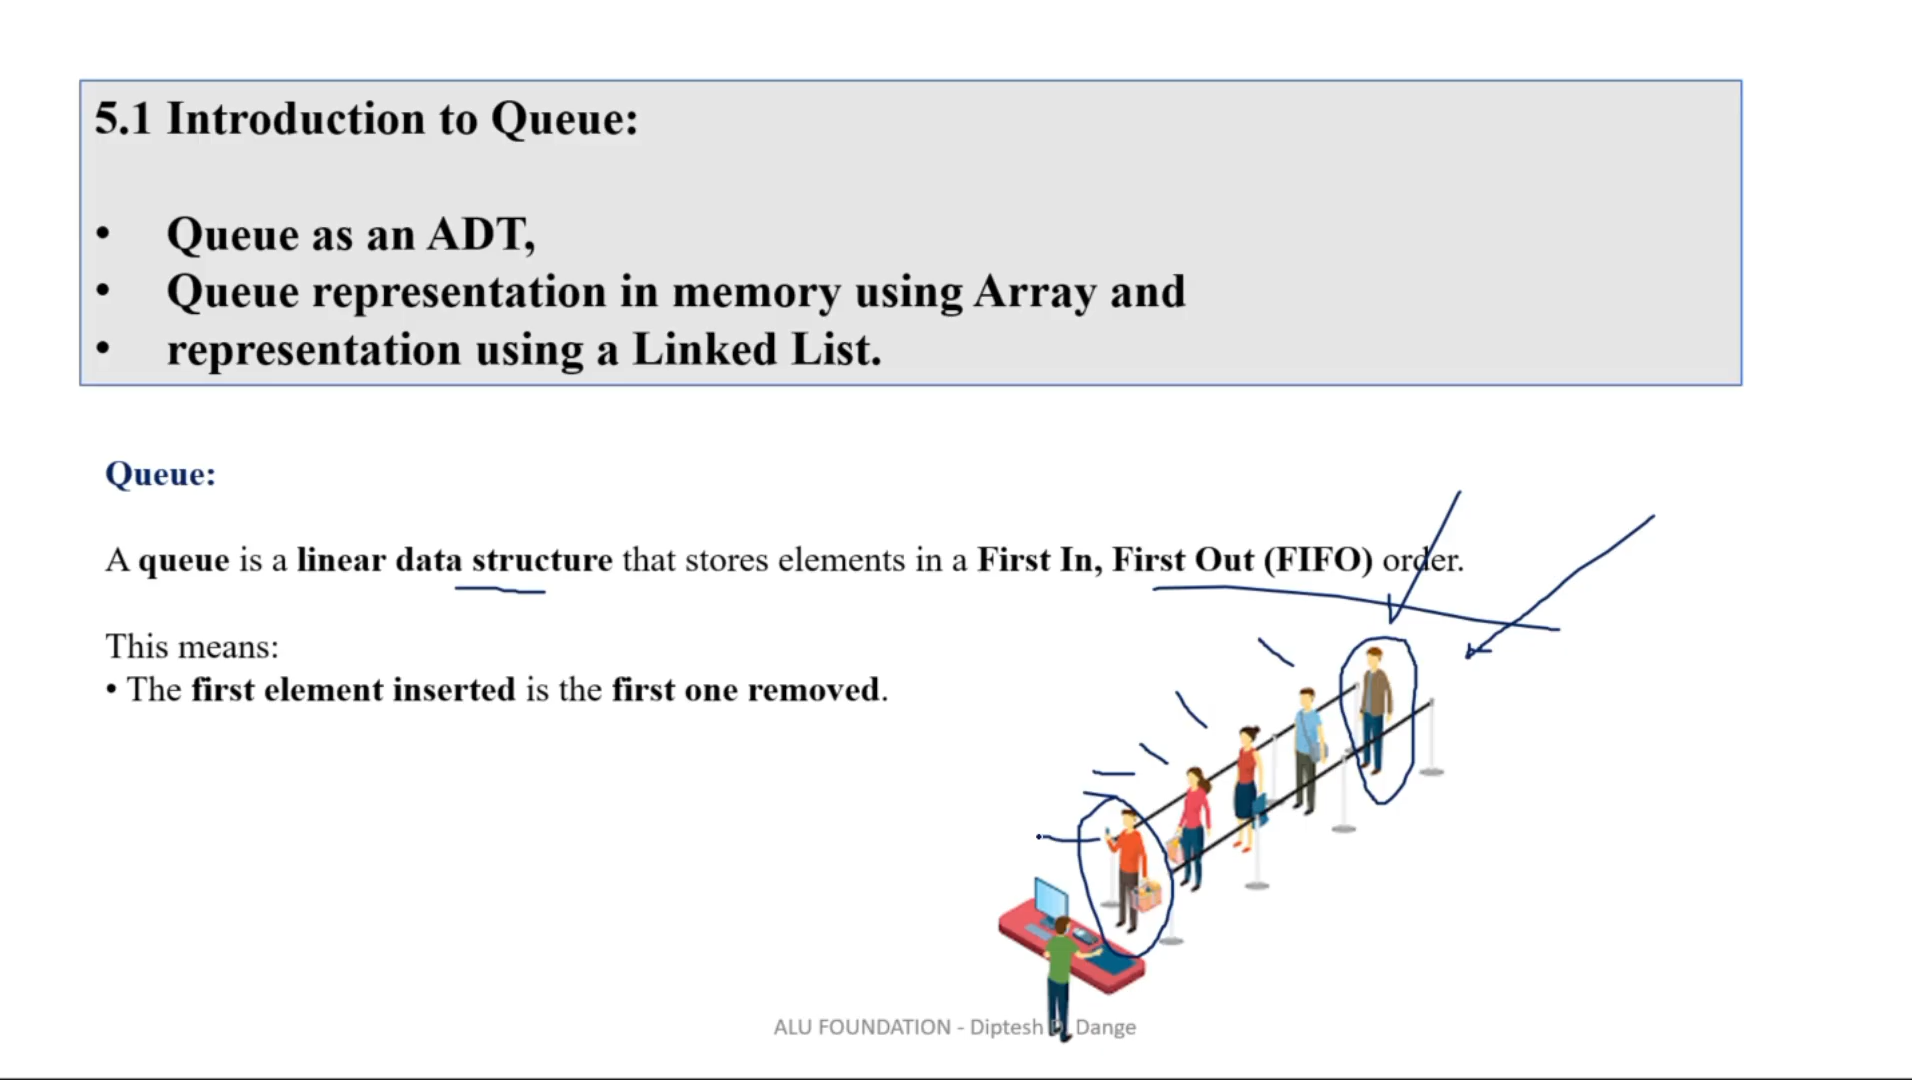 5.1 Introduction to Queue:
• Queue as an ADT,
• Queue representation in memory using Array and
• representation using a Linked List.
Queue:
A queue is a linear data structure that stores elements in a First In, First Out (FIFO) order.
This means:
• The first element inserted is the first one removed.
ALU FOUNDATION - Diptesh Dange